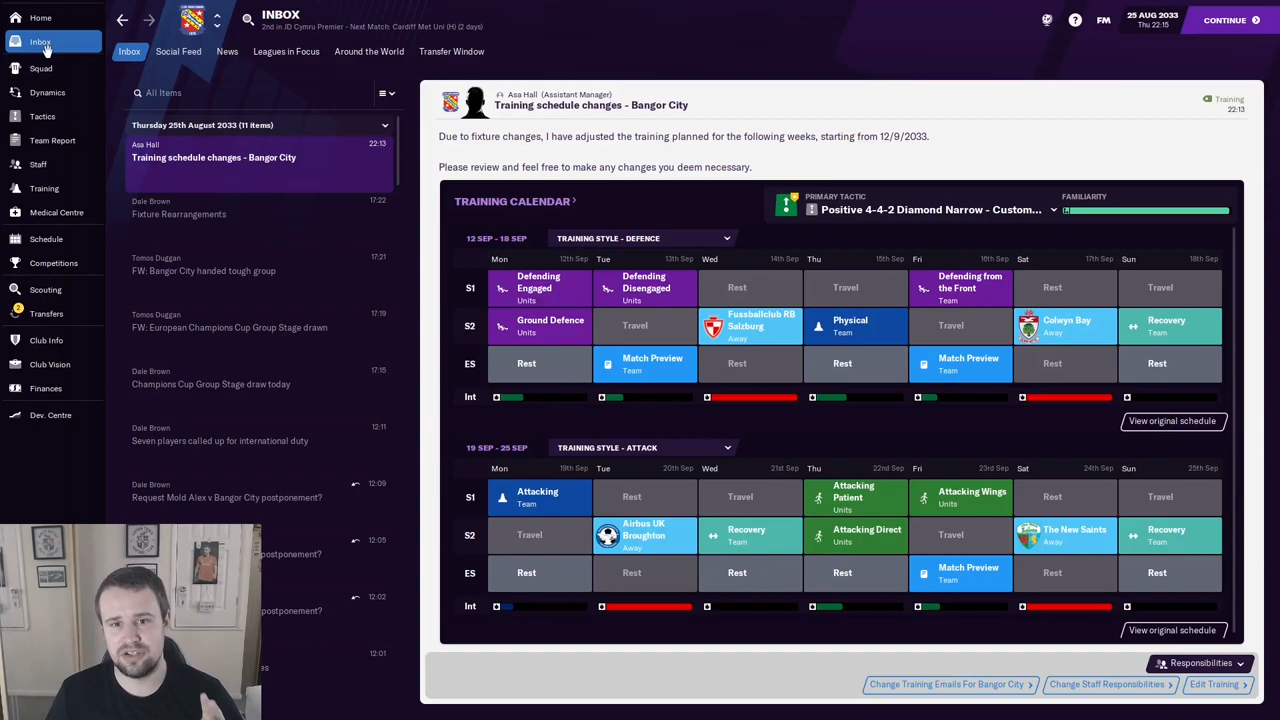 Home
Inbox
Squad
Dynamics
Tactics
Team Report
Staff
Training
Medical Centre
Schedule
Competitions
Scouting
2
Transfers
Club Info
Club Vision
Finances
Dev. Centre
INBOX
2nd in JD Cymru Premier - Next Match: Cardiff Met Uni (H) (2 days)
?
FM
25 AUG 2033
Thu 22:15
CONTINUE
Inbox
Social Feed
News
Leagues in Focus
Around the World
Transfer Window
All Items
Thursday 25th August 2033 (11 items)
Asa Hall
22:13
Training schedule changes - Bangor City
Dale Brown
17:22
Fixture Rearrangements
Tomos Duggan
17:21
FW: Bangor City handed tough group
Tomos Duggan
17:19
FW: European Champions Cup Group Stage drawn
Dale Brown
17:15
Champions Cup Group Stage draw today
Dale Brown
12:11
Seven players called up for international duty
Dale Brown
12:09
Request Mold Alex v Bangor City postponement?
12:05
postponement?
12:02
postponement?
12:01
es
Asa Hall (Assistant Manager)
Training schedule changes - Bangor City
Training
22:13
Due to fixture changes, I have adjusted the training planned for the following weeks, starting from 12/9/2033.
Please review and feel free to make any changes you deem necessary.
TRAINING CALENDAR
PRIMARY TACTIC
Positive 4-4-2 Diamond Narrow - Custom...
FAMILIARITY
12 SEP - 18 SEP
TRAINING STYLE - DEFENCE
Mon 12th Sep Tue 13th Sep Wed 14th Sep Thu 15th Sep Fri 16th Sep Sat 17th Sep Sun 18th Sep
S1
Defending Engaged Units
Defending Disengaged Units
Rest
Travel
Defending from the Front Team
Rest
Travel
S2
Ground Defence Units
Travel
Fussballclub RB Salzburg Away
Physical Team
Travel
Colwyn Bay Away
Recovery Team
ES
Rest
Match Preview Team
Rest
Rest
Match Preview Team
Rest
Rest
Int
View original schedule
19 SEP - 25 SEP
TRAINING STYLE - ATTACK
Mon 19th Sep Tue 20th Sep Wed 21st Sep Thu 22nd Sep Fri 23rd Sep Sat 24th Sep Sun 25th Sep
S1
Attacking Team
Rest
Travel
Attacking Patient Units
Attacking Wings Units
Rest
Travel
S2
Travel
Airbus UK Broughton Away
Recovery Team
Attacking Direct Units
Travel
The New Saints Away
Recovery Team
ES
Rest
Rest
Rest
Rest
Match Preview Team
Rest
Rest
Int
View original schedule
Responsibilities
Change Training Emails For Bangor City
Change Staff Responsibilities
Edit Training